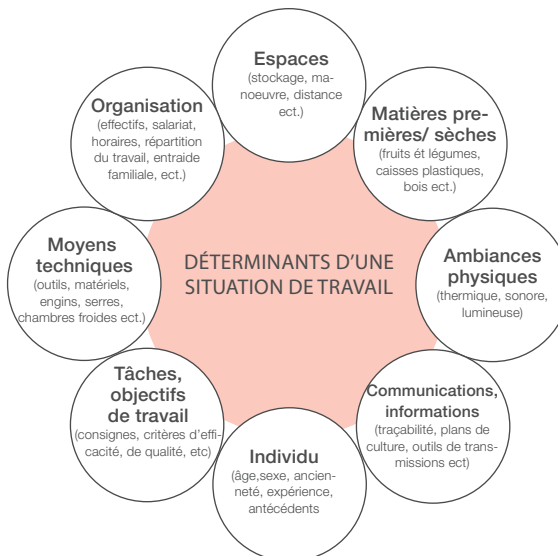 Espaces
(stockage, ma-
noeuvre, distance
ect.)
Matières pre-
mières/ sèches
(fruits ét légumes,
caisses plastiques,
bois ect.)
Ambiances
physiques
(thermique, sonore,
lumineuse)
Communications,
informations
(traçabilité, plans de
culture, outils de trans-
missions ect)
Individu
(âge,sexe, ancien-
neté, expérience,
antécédents
Tâches,
objectifs
de travail
(consignes, critères d'effi-
cacité, de qualité, etc)
Moyens
techniques
(outils, matériels,
engins, serres,
chambres froides ect.)
Organisation
(effectifs, salariat,
horaires, répartition
du travail, entraide
familiale, ect.)
DÉTERMINANTS D'UNE
SITUATION DE TRAVAIL